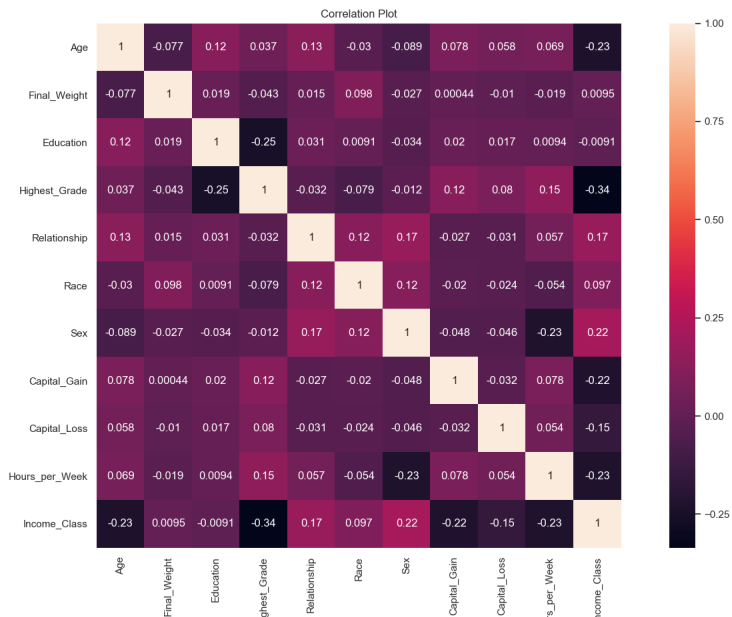 Correlation Plot
Age 1 -0.077 0.12 0.037 0.13 -0.03 -0.089 0.078 0.058 0.069 -0.23
Final_Weight -0.077 1 0.019 -0.043 0.015 0.098 -0.027 0.00044 -0.01 -0.019 0.0095
Education 0.12 0.019 1 -0.25 0.031 0.0091 -0.034 0.02 0.017 0.0094 -0.0091
Highest_Grade 0.037 -0.043 -0.25 1 -0.032 -0.079 -0.012 0.12 0.08 0.15 -0.34
Relationship 0.13 0.015 0.031 -0.032 1 0.12 0.17 -0.027 -0.031 0.057 0.17
Race -0.03 0.098 0.0091 -0.079 0.12 1 0.12 -0.02 -0.024 -0.054 0.097
Sex -0.089 -0.027 -0.034 -0.012 0.17 0.12 1 -0.048 -0.046 -0.23 0.22
Capital_Gain 0.078 0.00044 0.02 0.12 -0.027 -0.02 -0.048 1 -0.032 0.078 -0.22
Capital_Loss 0.058 -0.01 0.017 0.08 -0.031 -0.024 -0.046 -0.032 1 0.054 -0.15
Hours_per_Week 0.069 -0.019 0.0094 0.15 0.057 -0.054 -0.23 0.078 0.054 1 -0.23
Income_Class -0.23 0.0095 -0.0091 -0.34 0.17 0.097 0.22 -0.22 -0.15 -0.23 1
Age
Final_Weight
Education
ghest_Grade
Relationship
Race
Sex
Capital_Gain
Capital_Loss
rs_per_Week
ncome_Class
1.00
0.75
0.50
0.25
0.00
-0.25